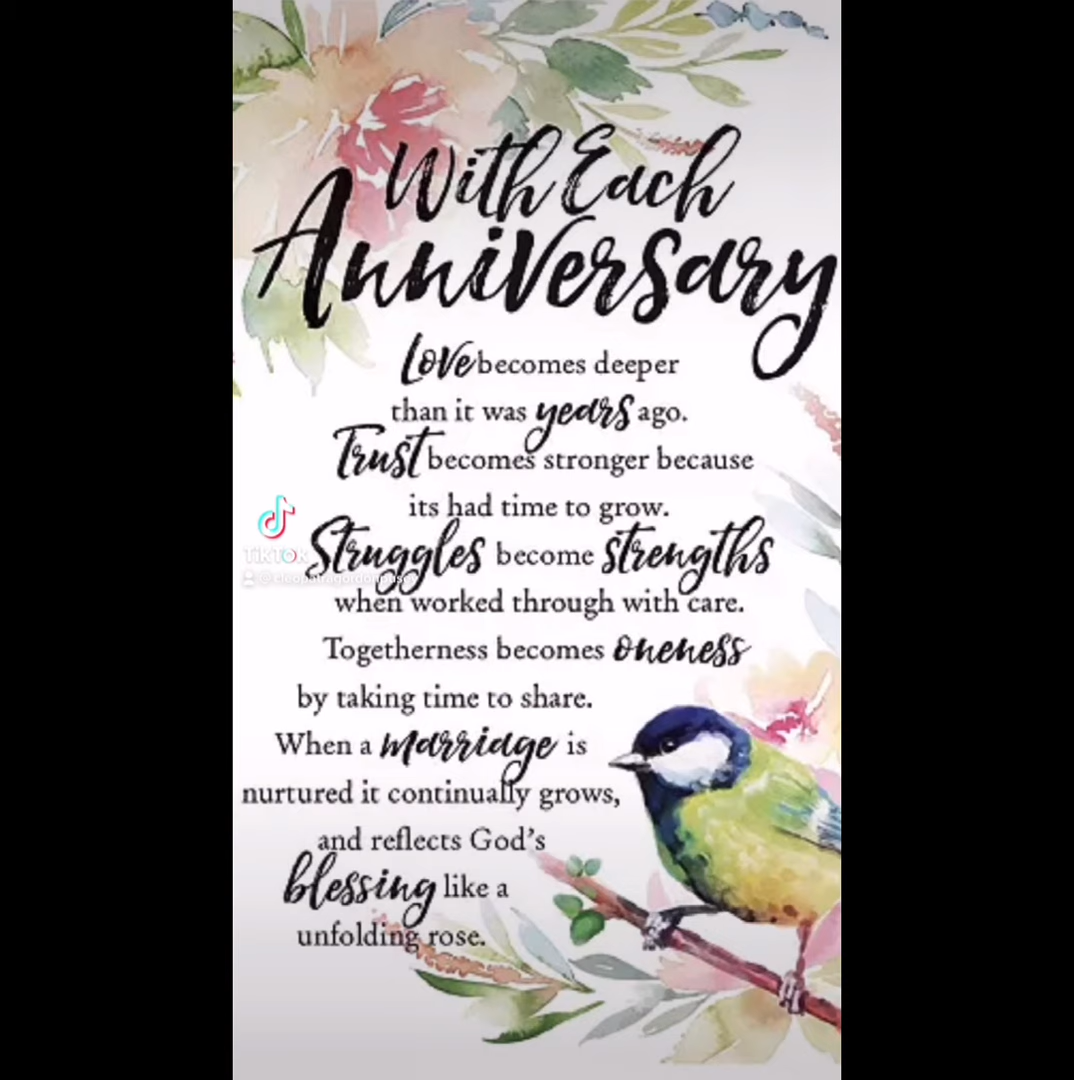 With Each
Anniversary
Love becomes deeper
than it was years ago.
Trust becomes stronger because
its had time to grow.
TikTok
Struggles become strengths
when worked through with care.
Togetherness becomes oneness
by taking time to share.
When a marriage is
nurtured it continually grows,
and reflects God's
blessing like a
unfolding rose.